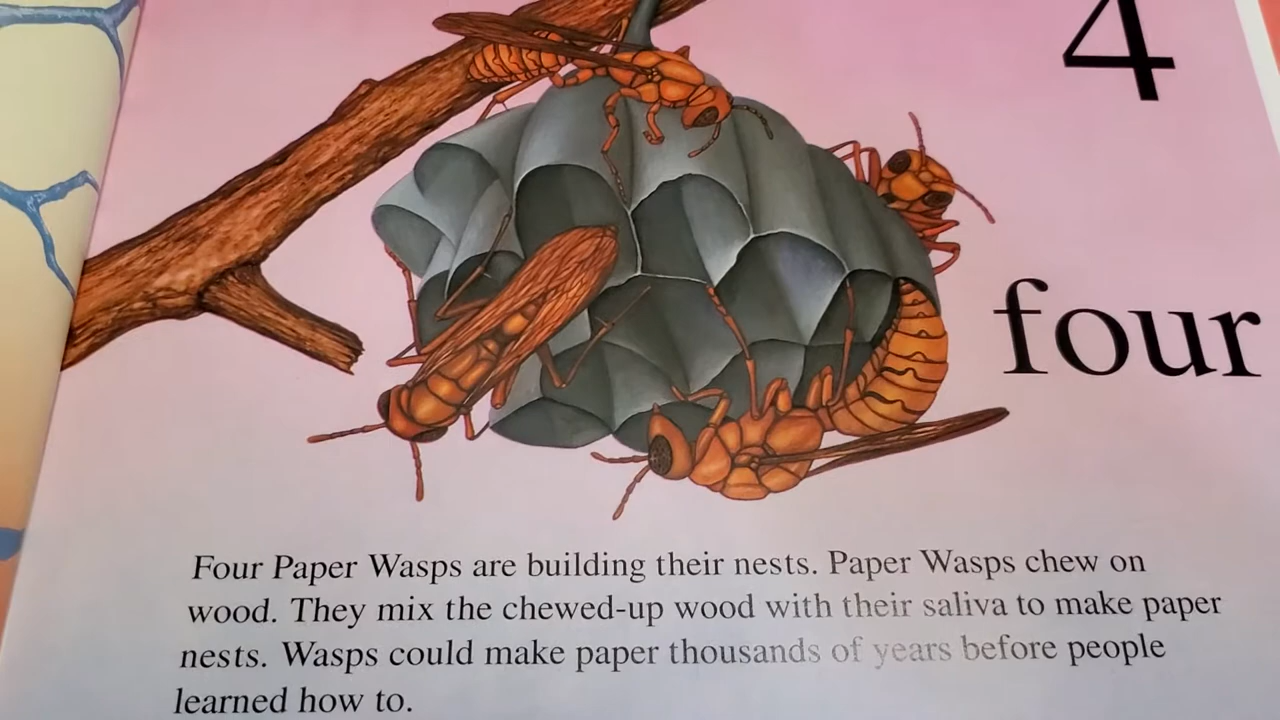 4
four
Four Paper Wasps are building their nests. Paper Wasps chew on
wood. They mix the chewed-up wood with their saliva to make paper
nests. Wasps could make paper thousands of years before people
learned how to.